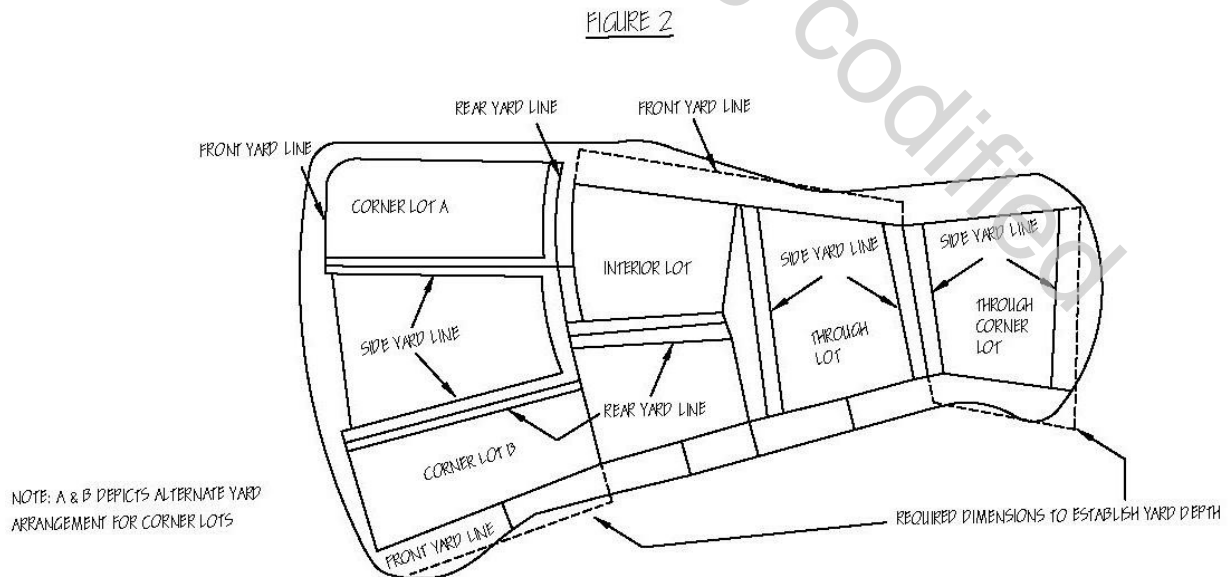 FIGURE 2
codified
REAR YARD LINE
FRONT YARD LINE
FRONT YARD LINE
CORNER LOT A
SIDE YARD LINE
SIDE YARD LINE
INTERIOR LOT
THROUGH
CORNER
LOT
THROUGH
LOT
SIDE YARD LINE
REAR YARD LINE
CORNER LOT B
NOTE: A & B DEPICTS ALTERNATE YARD
ARRANGEMENT FOR CORNER LOTS
REQUIRED DIMENSIONS TO ESTABLISH YARD DEPTH
FRONT YARD LINE